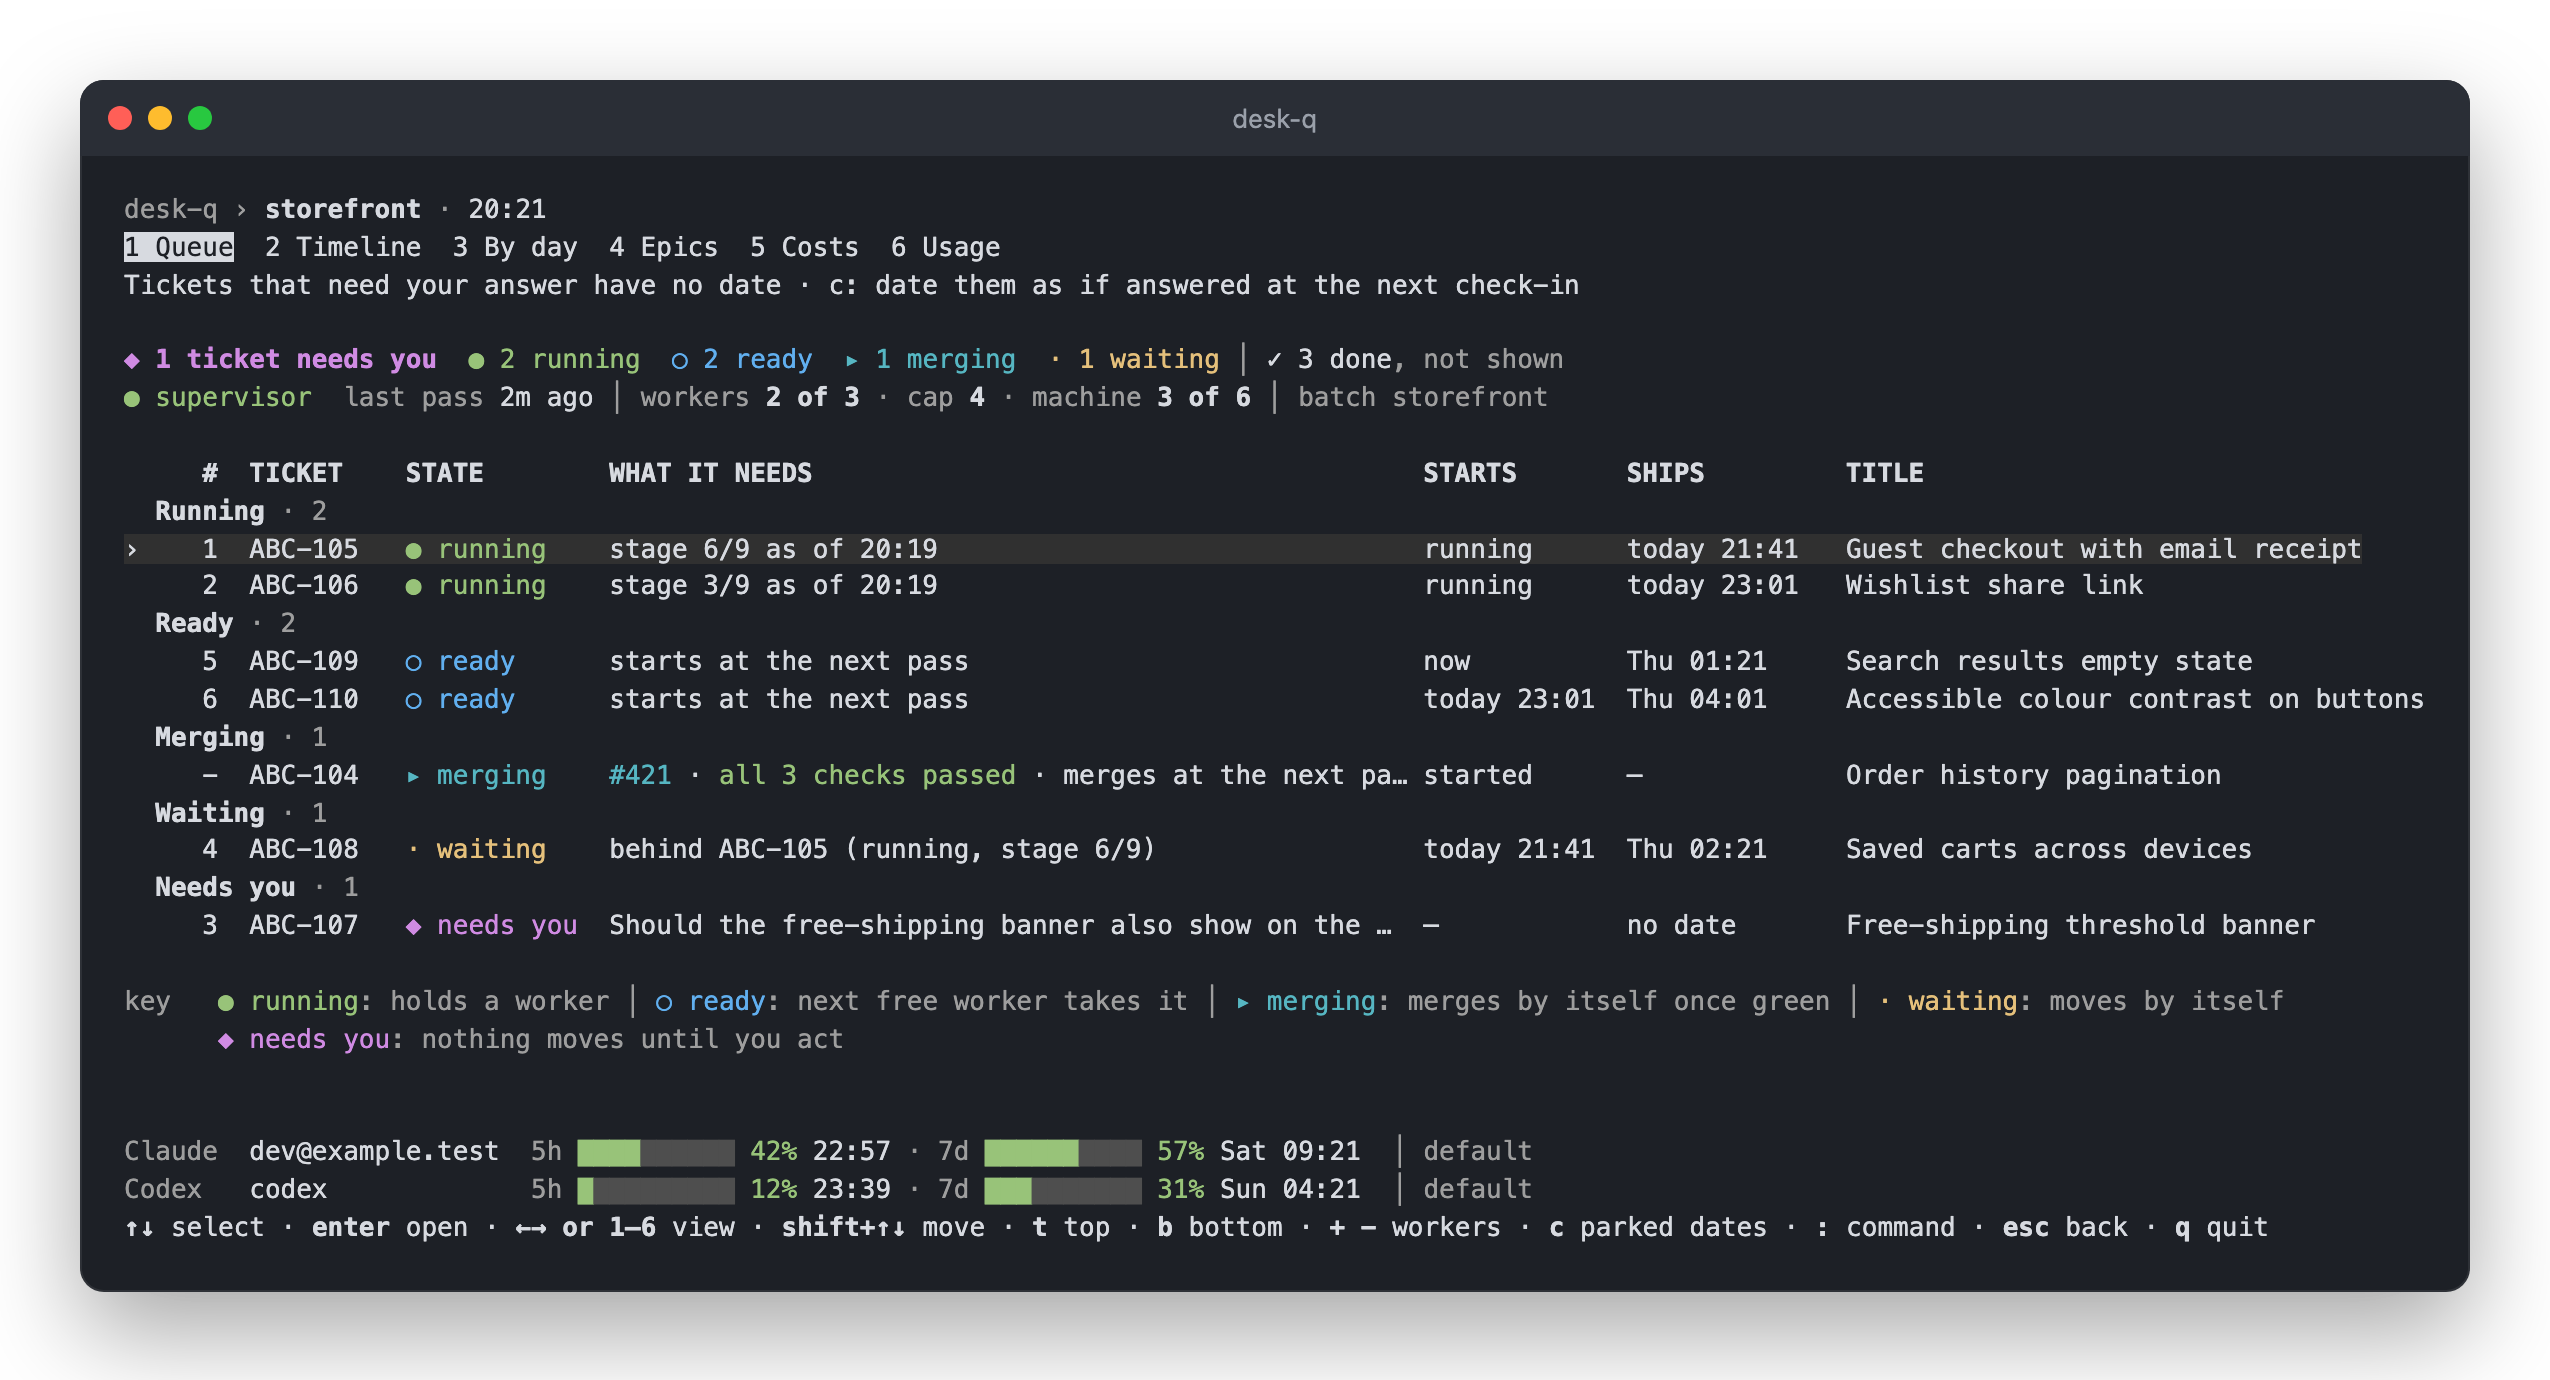 desk-q
desk-q › storefront · 20:21
1 Queue  2 Timeline  3 By day  4 Epics  5 Costs  6 Usage
Tickets that need your answer have no date · c: date them as if answered at the next check-in
◆ 1 ticket needs you  ● 2 running  ○ 2 ready  ▸ 1 merging  · 1 waiting │ ✓ 3 done, not shown
● supervisor  last pass 2m ago │ workers 2 of 3 · cap 4 · machine 3 of 6 │ batch storefront
#  TICKET  STATE  WHAT IT NEEDS  STARTS  SHIPS  TITLE
Running · 2
› 1  ABC-105  ● running  stage 6/9 as of 20:19  running  today 21:41  Guest checkout with email receipt
2  ABC-106  ● running  stage 3/9 as of 20:19  running  today 23:01  Wishlist share link
Ready · 2
5  ABC-109  ○ ready  starts at the next pass  now  Thu 01:21  Search results empty state
6  ABC-110  ○ ready  starts at the next pass  today 23:01  Thu 04:01  Accessible colour contrast on buttons
Merging · 1
–  ABC-104  ▸ merging  #421 · all 3 checks passed · merges at the next pa…  started  –  Order history pagination
Waiting · 1
4  ABC-108  · waiting  behind ABC-105 (running, stage 6/9)  today 21:41  Thu 02:21  Saved carts across devices
Needs you · 1
3  ABC-107  ◆ needs you  Should the free-shipping banner also show on the …  –  no date  Free-shipping threshold banner
key  ● running: holds a worker │ ○ ready: next free worker takes it │ ▸ merging: merges by itself once green │ · waiting: moves by itself
◆ needs you: nothing moves until you act
Claude  dev@example.test  5h  42% 22:57 · 7d  57% Sat 09:21  │ default
Codex  codex  5h  12% 23:39 · 7d  31% Sun 04:21  │ default
↑↓ select · enter open · ←→ or 1–6 view · shift+↑↓ move · t top · b bottom · + – workers · c parked dates · : command · esc back · q quit